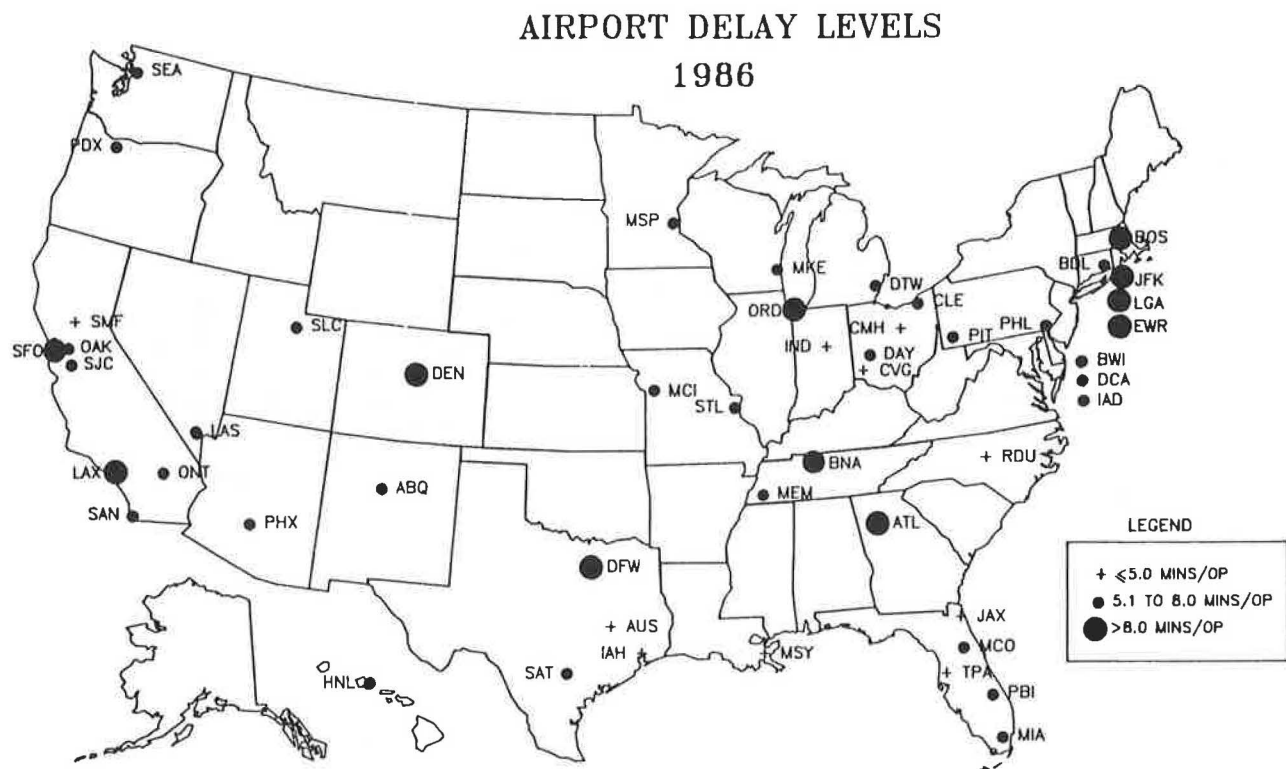 AIRPORT DELAY LEVELS
1986
SEA
PDX
MSP
BOS
MKE
DTW
BDL
JFK
ORD
CLE
LGA
SMF
SLC
CMH
PIT
PHL
EWR
SFO
OAK
IND
DAY
BWI
SJC
DEN
CVG
DCA
MCI
STL
IAD
LAS
BNA
RDU
LAX
ONT
ABQ
MEM
SAN
PHX
ATL
LEGEND
DFW
+ ≤5.0 MINS/OP
5.1 TO 8.0 MINS/OP
>8.0 MINS/OP
AUS
JAX
IAH
MSY
MCO
SAT
TPA
HNL
PBI
MIA